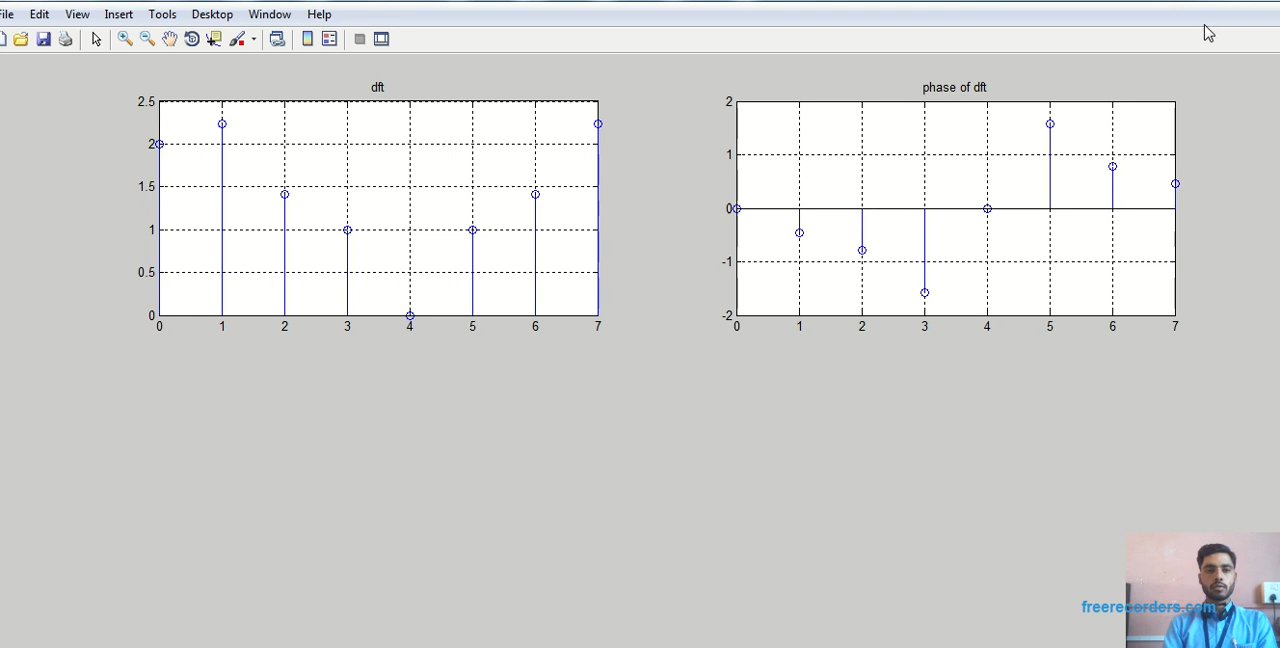 File Edit View Insert Tools Desktop Window Help
dft
2.5
2
1.5
1
0.5
0
0 1 2 3 4 5 6 7
phase of dft
2
1
0
-1
-2
0 1 2 3 4 5 6 7
freerecorders.com